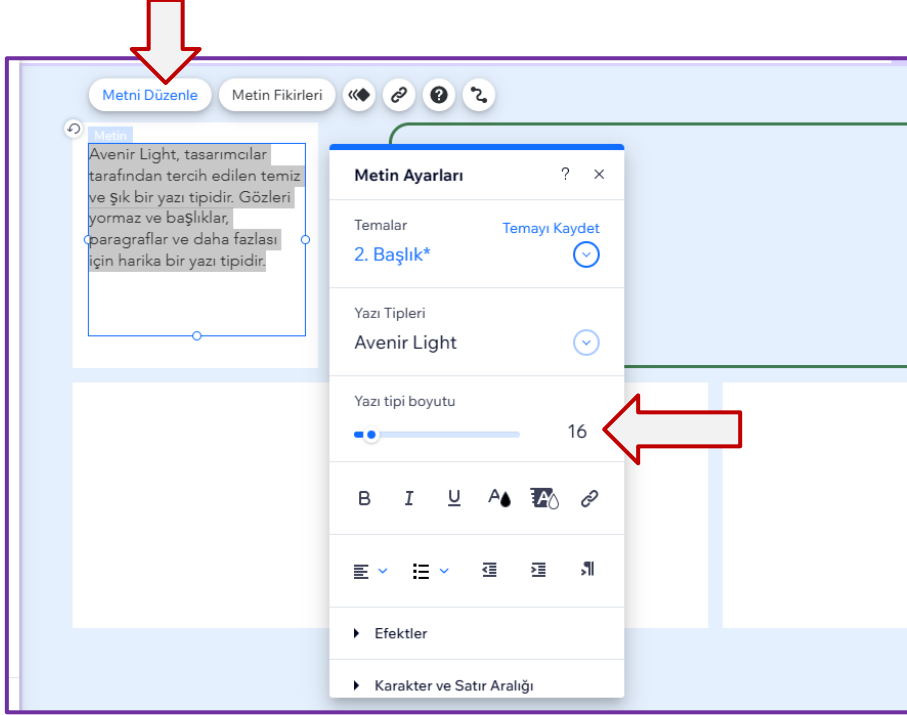 Metni Düzenle
Metin Fikirleri
Metin
Avenir Light, tasarımcılar
tarafından tercih edilen temiz
ve şık bir yazı tipidir. Gözleri
yormaz ve başlıklar,
paragraflar ve daha fazlası
için harika bir yazı tipidir.
Metin Ayarları
?
Temalar
Temayı Kaydet
2. Başlık*
Yazı Tipleri
Avenir Light
Yazı tipi boyutu
16
B I U A A
Efektler
Karakter ve Satır Aralığı